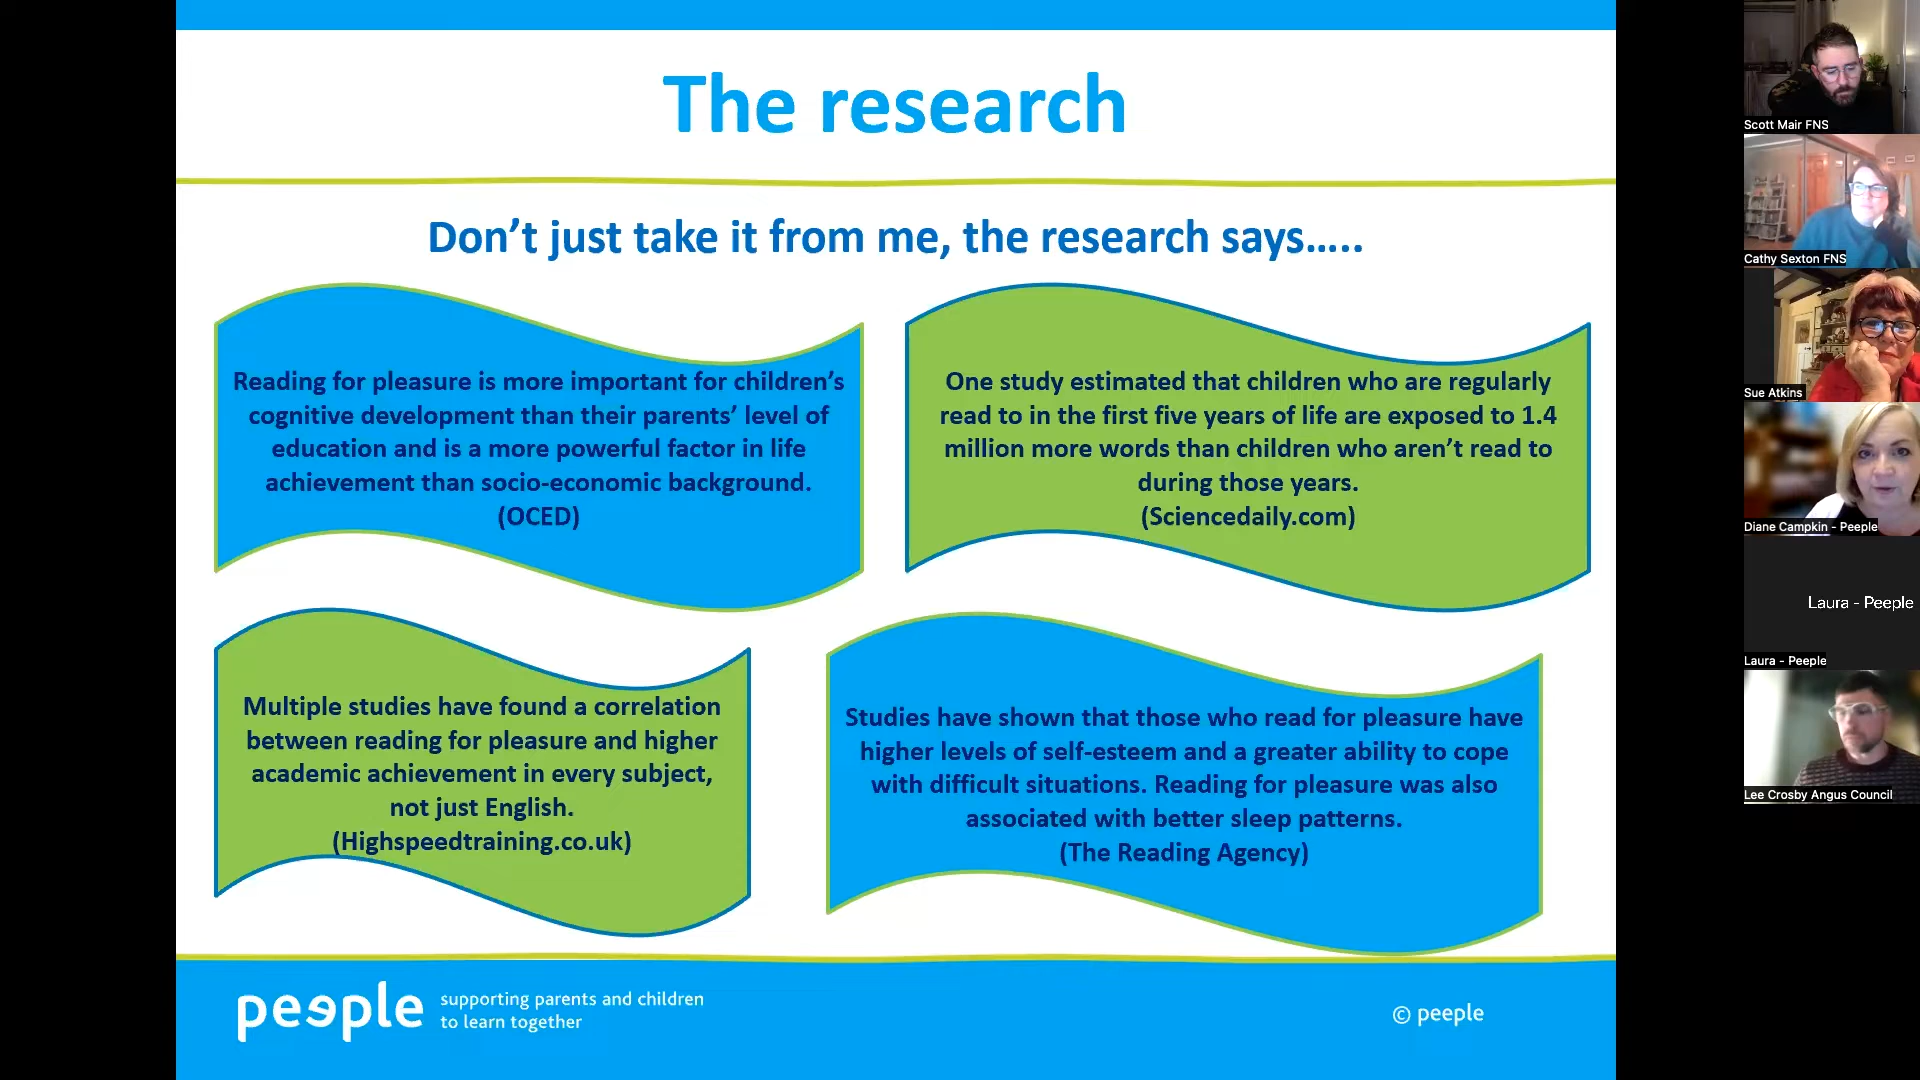 The research
Don’t just take it from me, the research says…..
Reading for pleasure is more important for children’s
cognitive development than their parents’ level of
education and is a more powerful factor in life
achievement than socio-economic background.
(OCED)
One study estimated that children who are regularly
read to in the first five years of life are exposed to 1.4
million more words than children who aren’t read to
during those years.
(Sciencedaily.com)
Multiple studies have found a correlation
between reading for pleasure and higher
academic achievement in every subject,
not just English.
(Highspeedtraining.co.uk)
Studies have shown that those who read for pleasure have
higher levels of self-esteem and a greater ability to cope
with difficult situations. Reading for pleasure was also
associated with better sleep patterns.
(The Reading Agency)
peeple
supporting parents and children
to learn together
© peeple
Scott Mair FNS
Cathy Sexton FNS
Sue Atkins
Diane Campkin - Peeple
Laura - Peeple
Laura - Peeple
Lee Crosby Angus Council